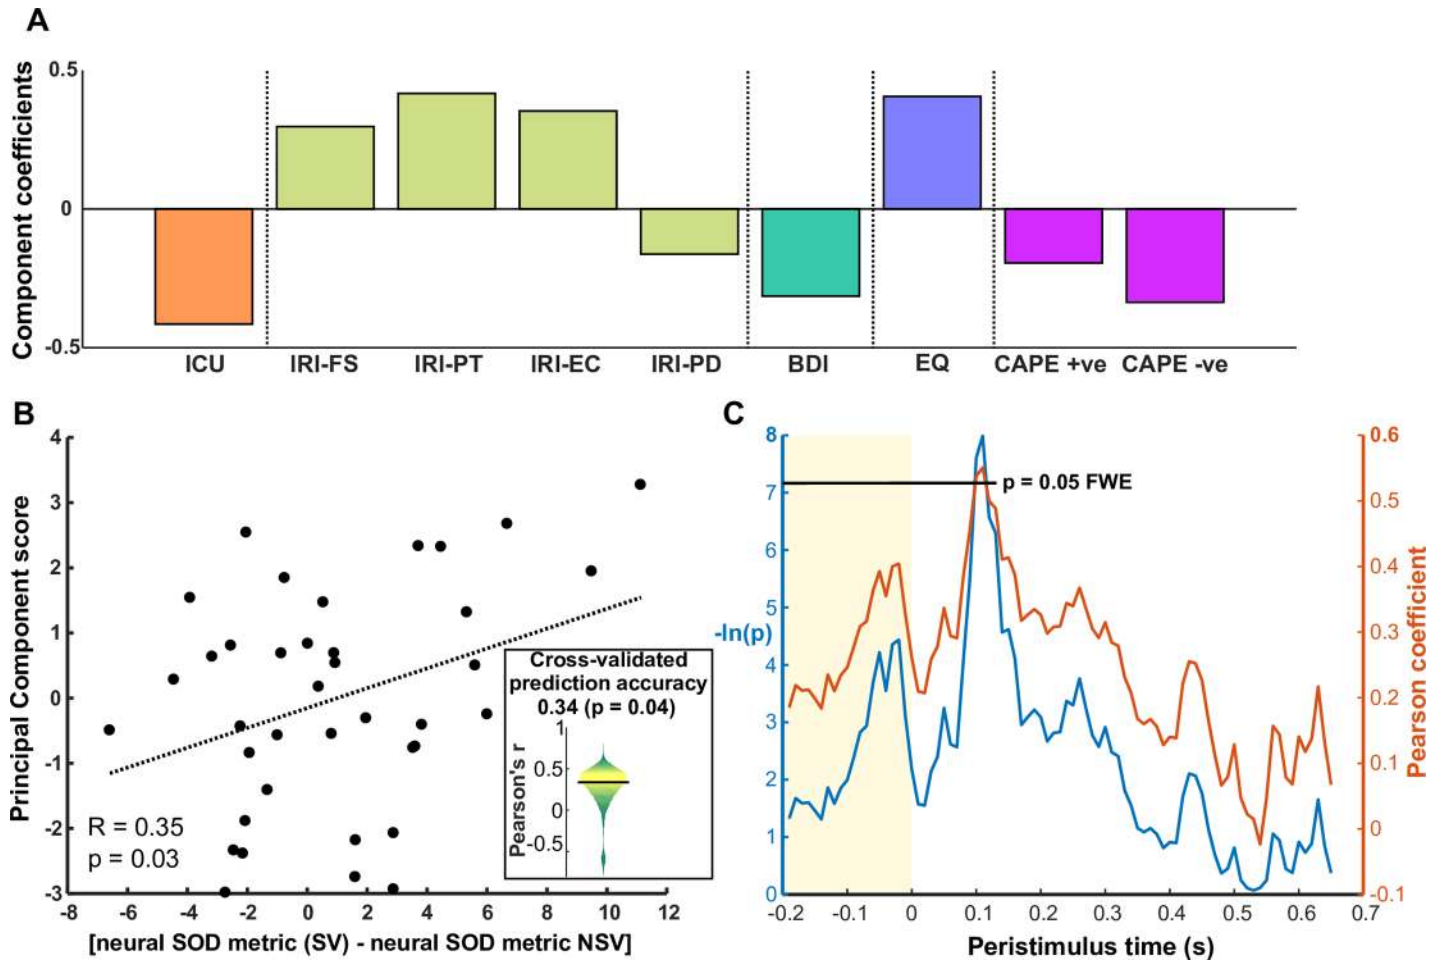 A
Component coefficients
0.5
0
-0.5
ICU
IRI-FS
IRI-PT
IRI-EC
IRI-PD
BDI
EQ
CAPE +ve
CAPE -ve
B
Principal Component score
4
3
2
1
0
-1
-2
-3
R = 0.35
p = 0.03
-8
-6
-4
-2
0
2
4
6
8
10
12
[neural SOD metric (SV) - neural SOD metric NSV]
Cross-validated
prediction accuracy
0.34 (p = 0.04)
Pearson's r
1
0.5
0
-0.5
C
-ln(p)
8
7
6
5
4
3
2
1
0
p = 0.05 FWE
0.6
0.5
0.4
0.3
0.2
0.1
0
-0.1
Pearson coefficient
-0.2
-0.1
0
0.1
0.2
0.3
0.4
0.5
0.6
0.7
Peristimulus time (s)